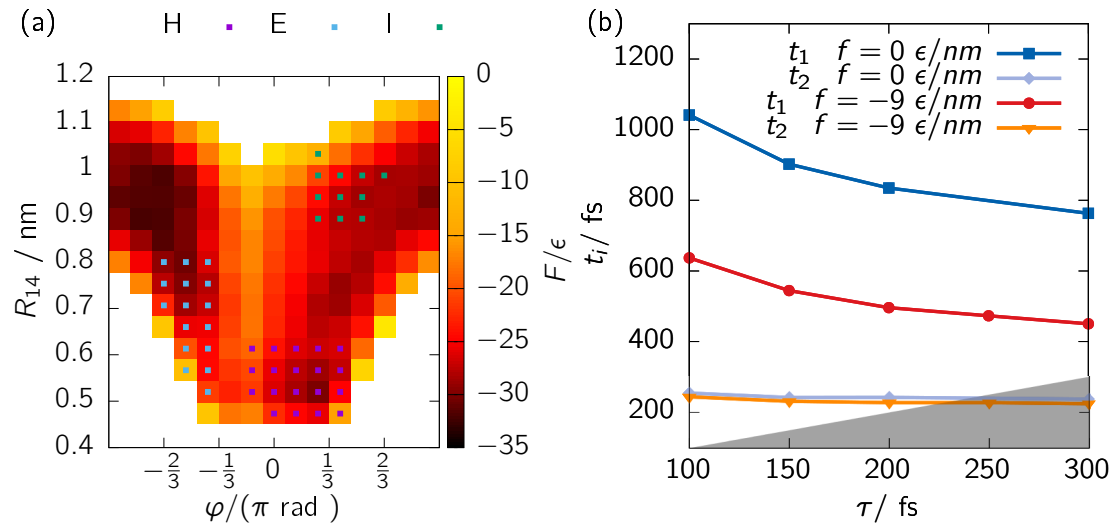 (a) H E I
1.2
1.1
1
0.9
0.8
0.7
0.6
0.5
0.4
R₁₄ / nm
−2/3 −1/3 0 1/3 2/3
φ/(π rad )
0
−5
−10
−15
−20
−25
−30
−35
F/ϵ
(b)
t₁ f = 0 ϵ/nm
t₂ f = 0 ϵ/nm
t₁ f = −9 ϵ/nm
t₂ f = −9 ϵ/nm
1200
1000
800
600
400
200
tᵢ/ fs
100 150 200 250 300
τ/ fs